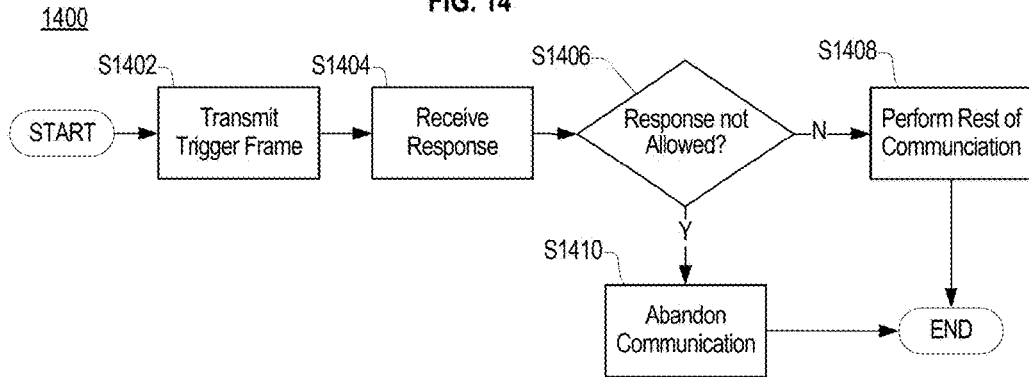 FIG. 14
1400
S1402
S1404
S1406
S1408
START
Transmit
Trigger Frame
Receive
Response
Response not
Allowed?
N
Perform Rest of
Communciation
Y
S1410
Abandon
Communication
END